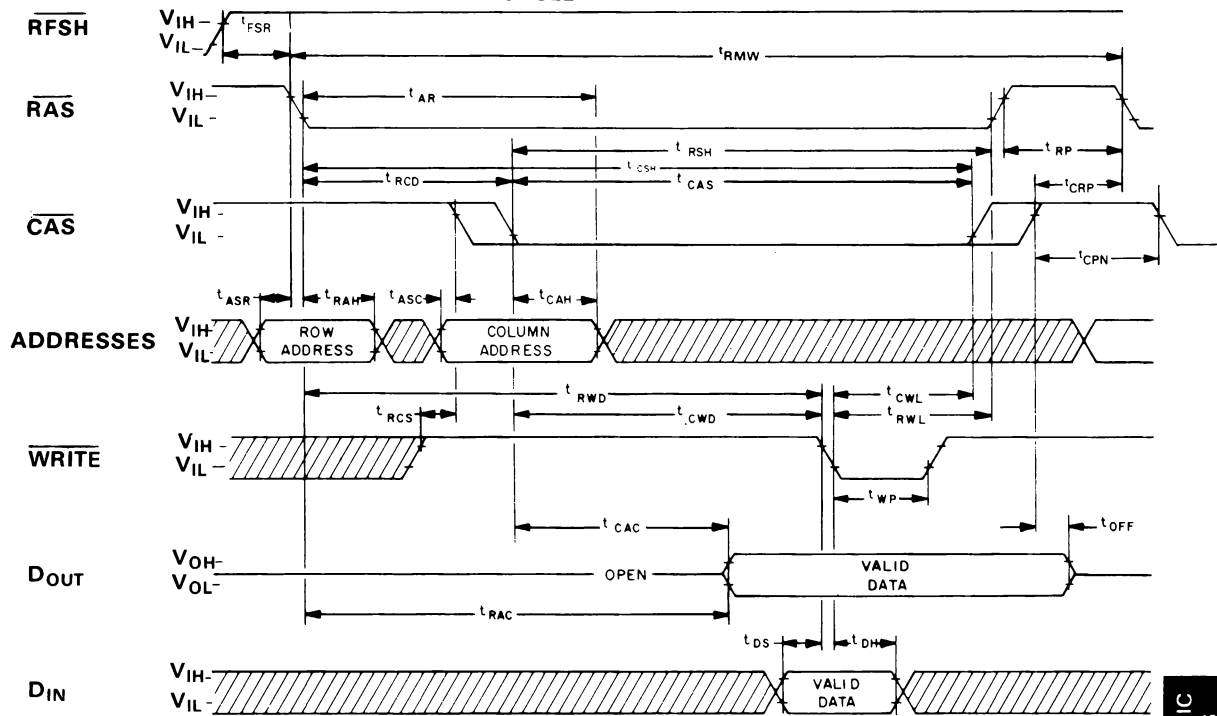 RFSH
VIH
VIL
tFSR
tRMW
RAS
VIH
VIL
tAR
tRSH
tRP
tCSH
tRCD
tCAS
tCRP
CAS
VIH
VIL
tCPN
tASR
tRAH
tASC
tCAH
ADDRESSES
VIH
VIL
ROW
ADDRESS
COLUMN
ADDRESS
tRWD
tCWL
tRCS
tCWD
tRWL
WRITE
VIH
VIL
tWP
tCAC
tOFF
DOUT
VOH
VOL
OPEN
VALID
DATA
tRAC
tDS
tDH
DIN
VIH
VIL
VALID
DATA
IC